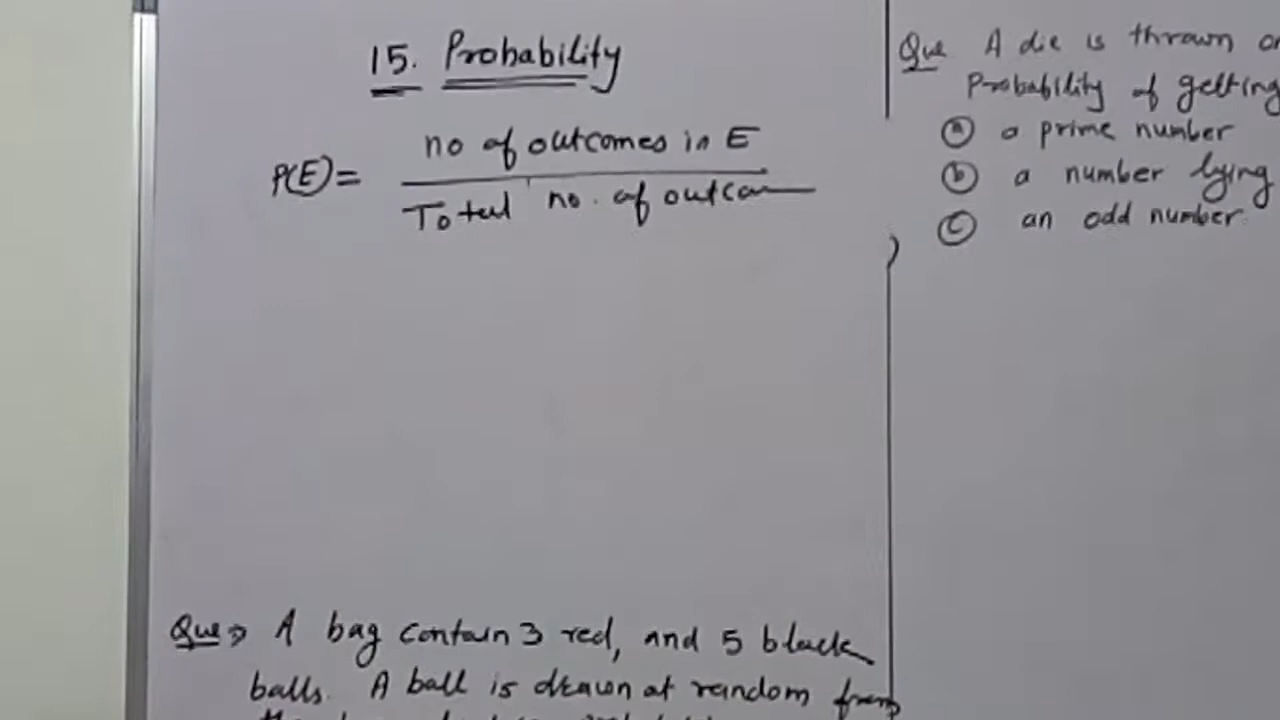 15. Probability
P(E) = no of outcomes in E
Total no. of outcom
Que⇒ A bag contain 3 red, and 5 black
balls. A ball is drawn at random from
Que A die is thrown on
Probability of getting
(a) a prime number
(b) a number lying
(c) an odd number.